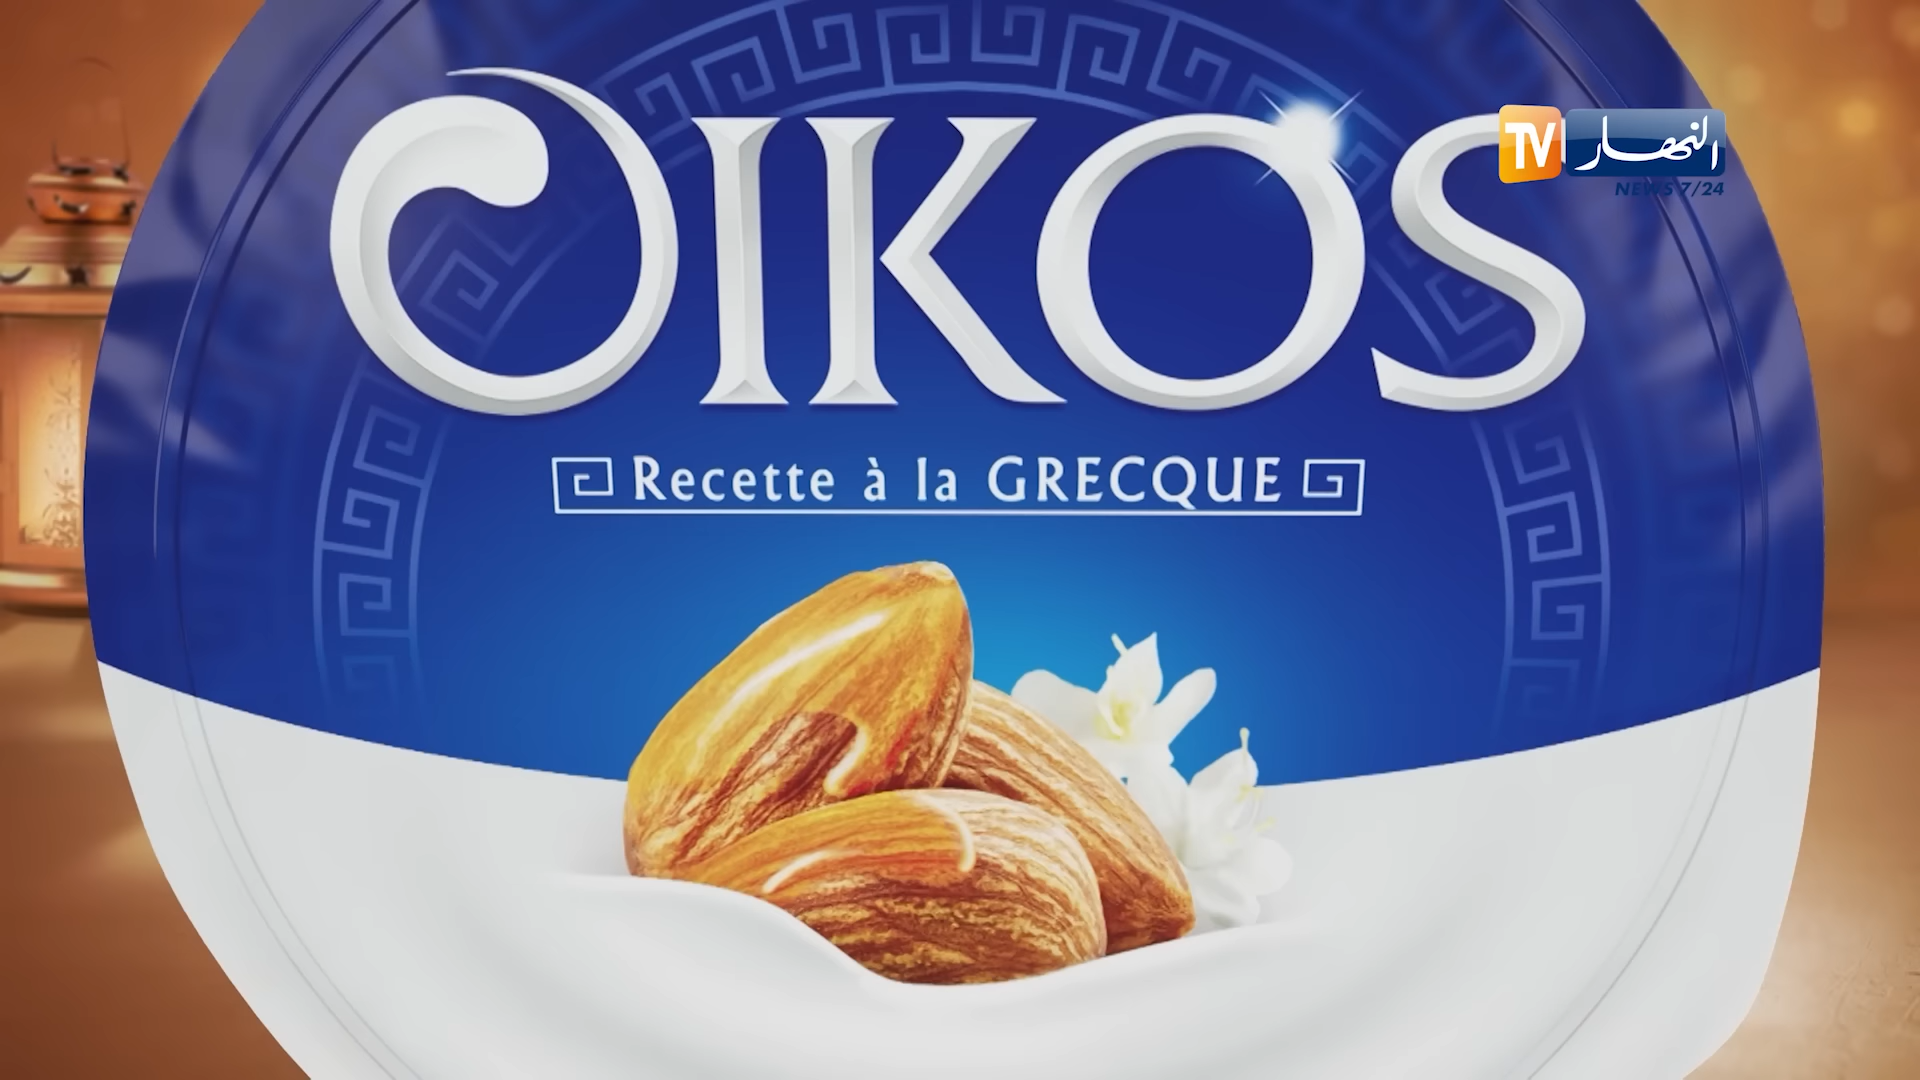 OIKOS
TV النهار
NEWS 7/24
Recette à la GRECQUE